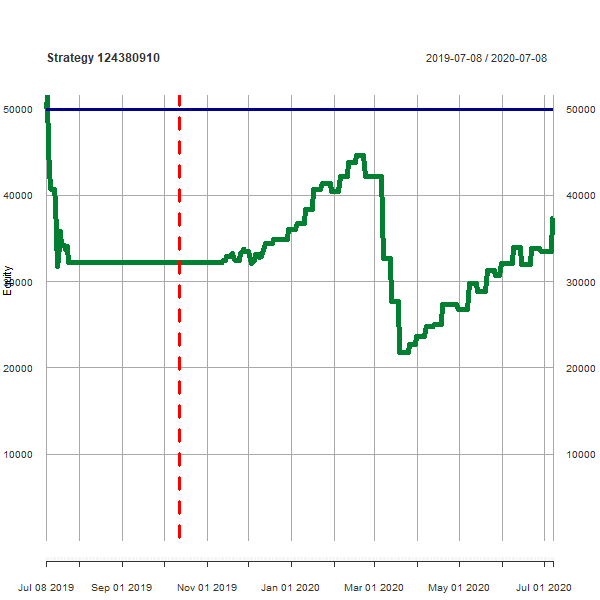 Strategy 124380910
2019-07-08 / 2020-07-08
50000 50000
40000 40000
30000 30000
20000 20000
10000 10000
Equity
Jul 08 2019 Sep 01 2019 Nov 01 2019 Jan 01 2020 Mar 01 2020 May 01 2020 Jul 01 2020